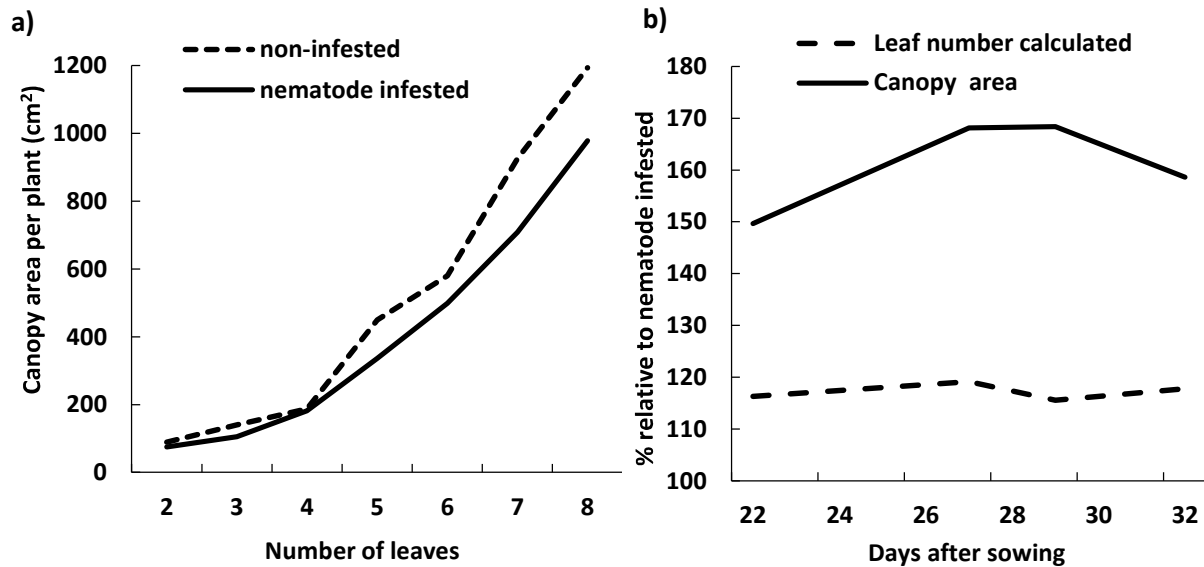 a)
non-infested
nematode infested
Canopy area per plant (cm²)
1200
1000
800
600
400
200
0
2 3 4 5 6 7 8
Number of leaves
b)
Leaf number calculated
Canopy area
% relative to nematode infested
180
170
160
150
140
130
120
110
100
22 24 26 28 30 32
Days after sowing